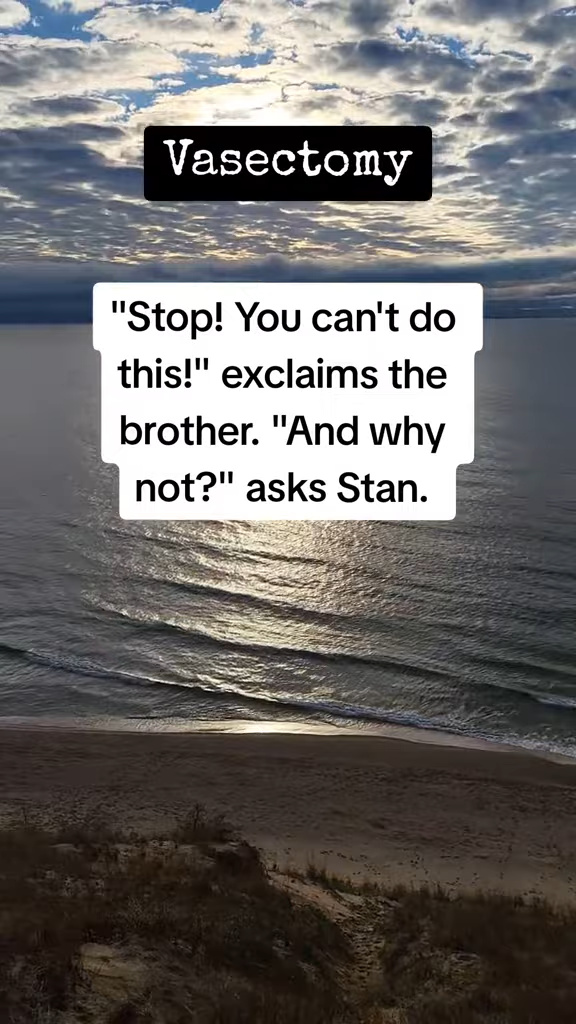 Vasectomy
"Stop! You can't do
this!" exclaims the
brother. "And why
not?" asks Stan.